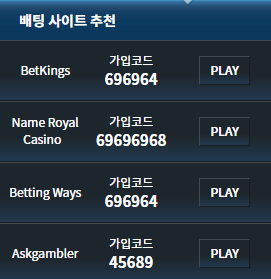 배팅 사이트 추천
BetKings
가입코드
696964
PLAY
Name Royal
Casino
가입코드
69696968
PLAY
Betting Ways
가입코드
696964
PLAY
Askgambler
가입코드
45689
PLAY